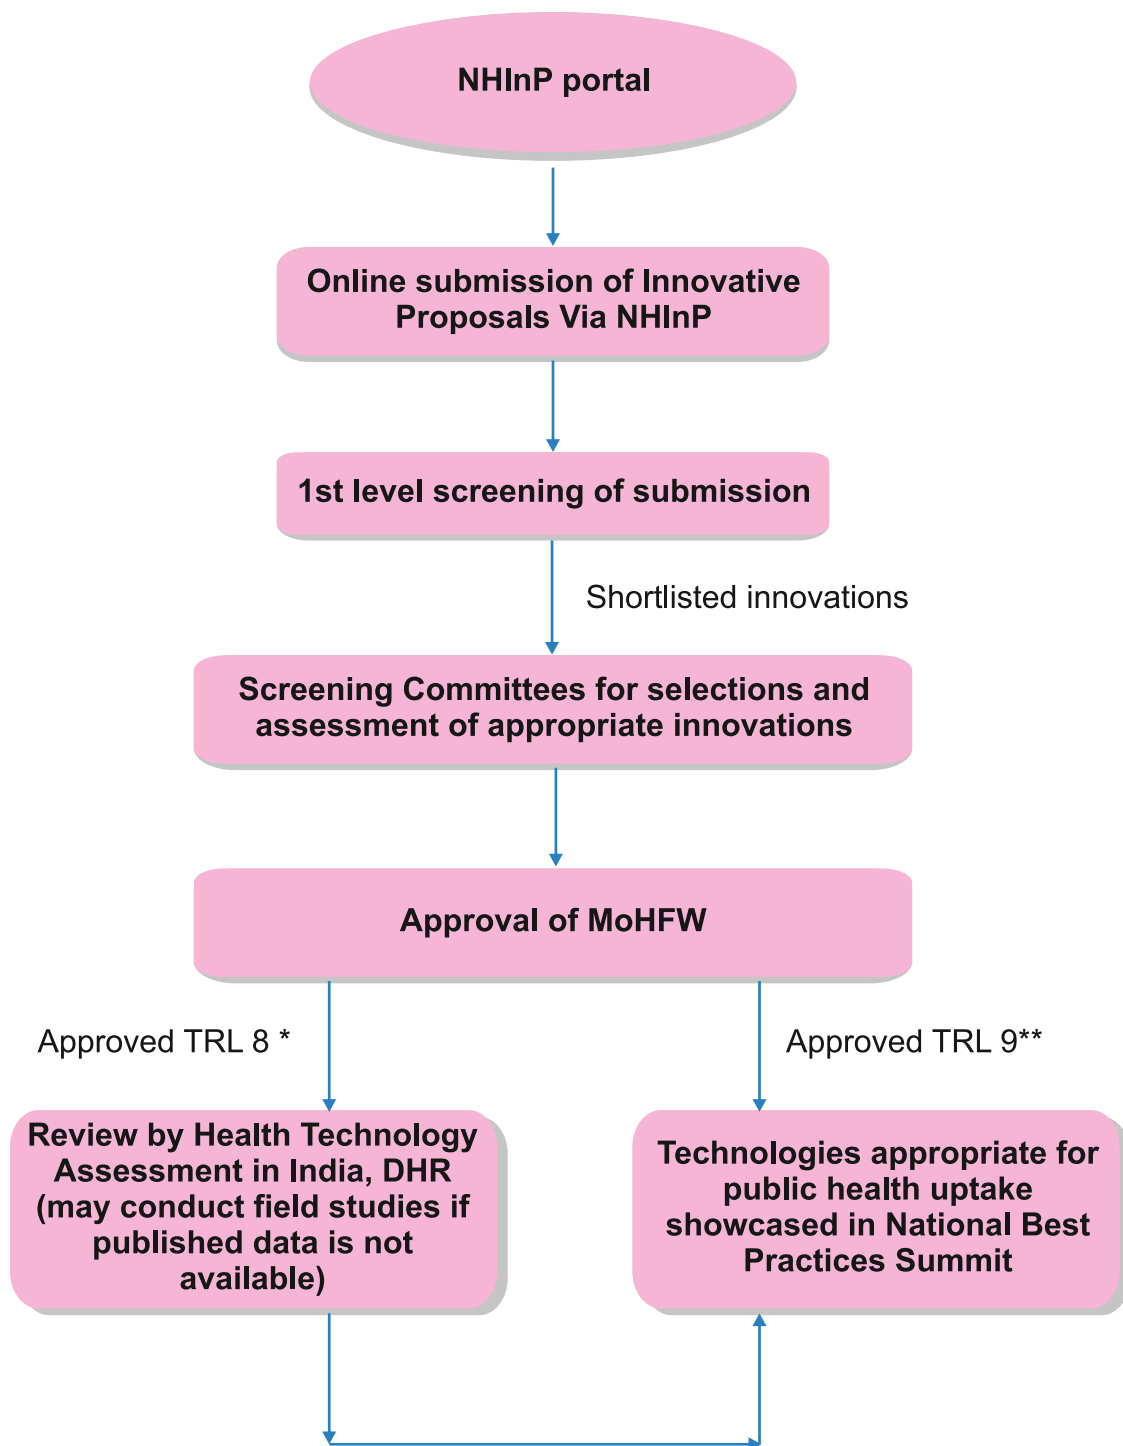 NHInP portal
Online submission of Innovative
Proposals Via NHInP
1st level screening of submission
Shortlisted innovations
Screening Committees for selections and
assessment of appropriate innovations
Approval of MoHFW
Approved TRL 8 *
Approved TRL 9**
Review by Health Technology
Assessment in India, DHR
(may conduct field studies if
published data is not
available)
Technologies appropriate for
public health uptake
showcased in National Best
Practices Summit